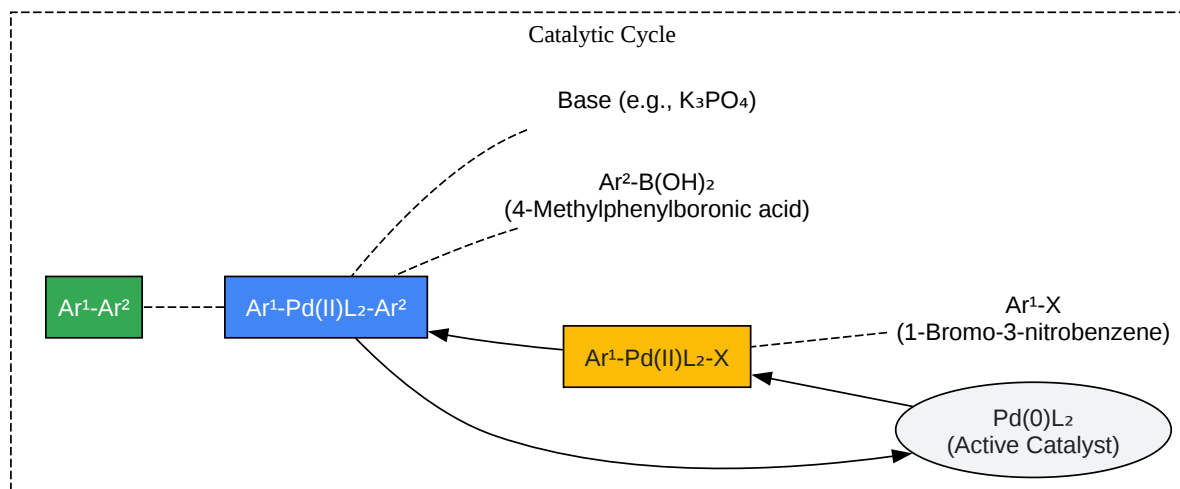 Catalytic Cycle
Base (e.g., K₃PO₄)
Ar²-B(OH)₂
(4-Methylphenylboronic acid)
Ar¹-Ar²
Ar¹-Pd(II)L₂-Ar²
Ar¹-X
(1-Bromo-3-nitrobenzene)
Ar¹-Pd(II)L₂-X
Pd(0)L₂
(Active Catalyst)